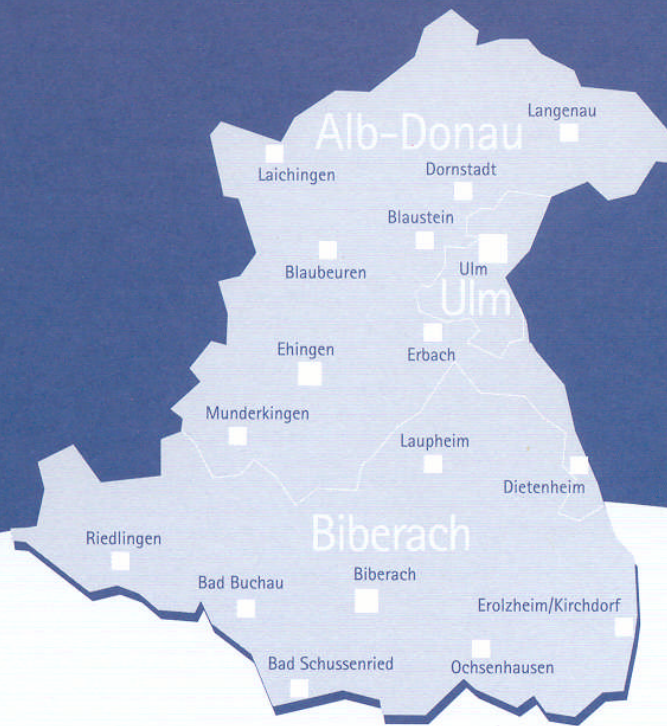 Langenau
Alb-Donau
Laichingen
Dornstadt
Blaustein
Blaubeuren
Ulm
Ulm
Ehingen
Erbach
Munderkingen
Laupheim
Dietenheim
Biberach
Riedlingen
Bad Buchau
Biberach
Erolzheim/Kirchdorf
Bad Schussenried
Ochsenhausen